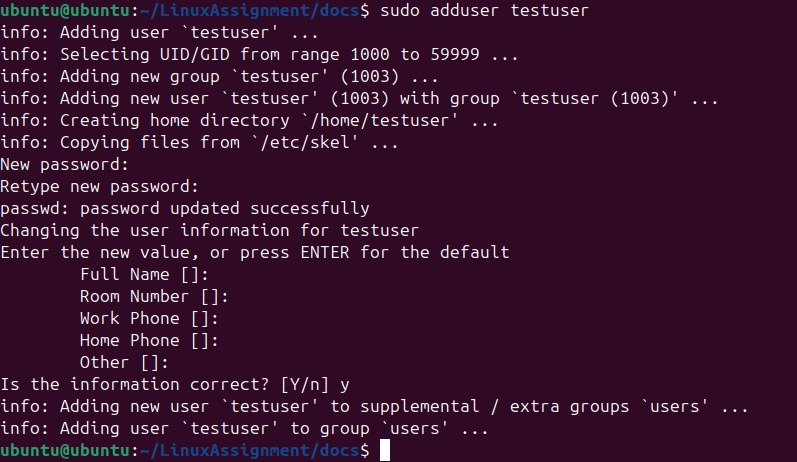 ubuntu@ubuntu:~/LinuxAssignment/docs$ sudo adduser testuser
info: Adding user `testuser' ...
info: Selecting UID/GID from range 1000 to 59999 ...
info: Adding new group `testuser' (1003) ...
info: Adding new user `testuser' (1003) with group `testuser (1003)' ...
info: Creating home directory `/home/testuser' ...
info: Copying files from `/etc/skel' ...
New password:
Retype new password:
passwd: password updated successfully
Changing the user information for testuser
Enter the new value, or press ENTER for the default
        Full Name []:
        Room Number []:
        Work Phone []:
        Home Phone []:
        Other []:
Is the information correct? [Y/n] y
info: Adding new user `testuser' to supplemental / extra groups `users' ...
info: Adding user `testuser' to group `users' ...
ubuntu@ubuntu:~/LinuxAssignment/docs$